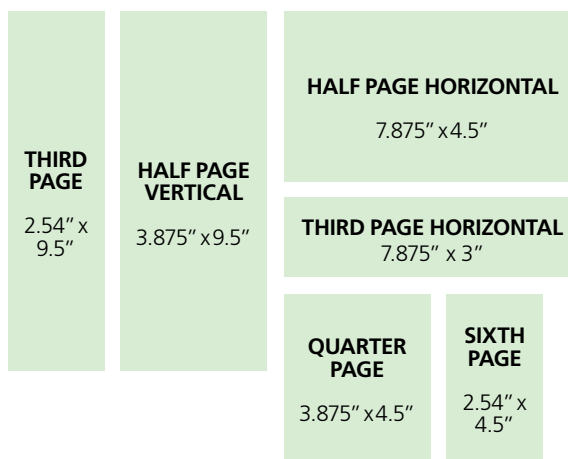 THIRD
PAGE
2.54” x
9.5”
HALF PAGE
VERTICAL
3.875” x 9.5”
HALF PAGE HORIZONTAL
7.875” x 4.5”
THIRD PAGE HORIZONTAL
7.875” x 3”
QUARTER
PAGE
3.875” x 4.5”
SIXTH
PAGE
2.54” x
4.5”